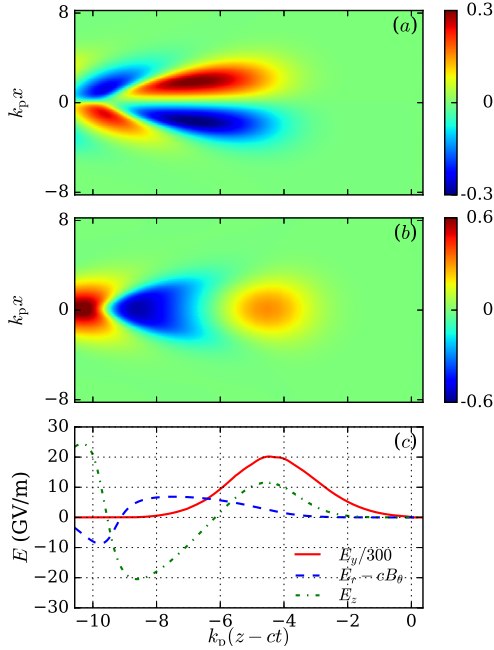 8
0
−8
k_p x
(a)
0.3
0
-0.3
8
0
−8
k_p x
(b)
0.6
0
-0.6
30
20
10
0
−10
−20
−30
E (GV/m)
(c)
E_y/300
E_r − cB_θ
E_z
−10 −8 −6 −4 −2 0
k_p(z − ct)